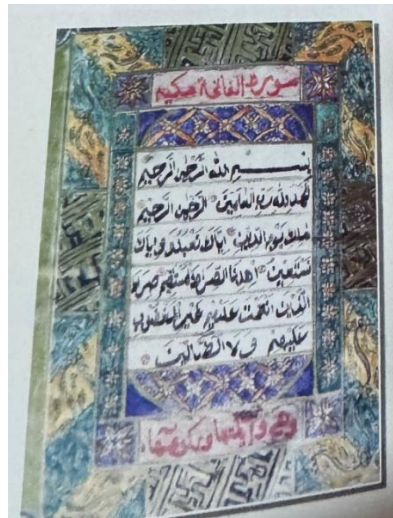 سورة الفاتحة مكية
بسم الله الرحمن الرحيم
الحمد لله رب العالمين الرحمن الرحيم
ملك يوم الدين اياك نعبد و اياك
نستعين اهدنا الصراط المستقيم صراط
الذين انعمت عليهم غير المغضوب
عليهم ولا الضالين